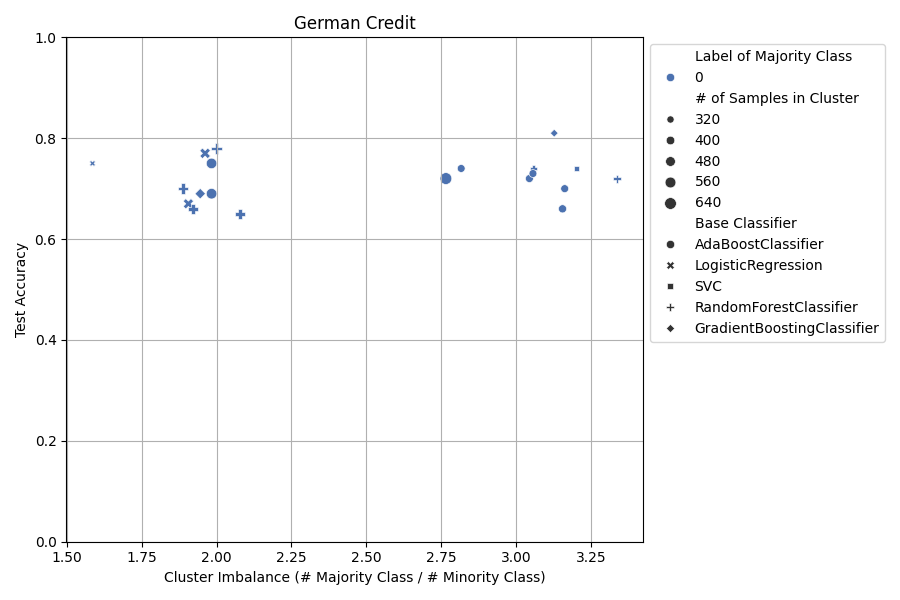 German Credit
1.0
0.8
0.6
0.4
0.2
0.0
Test Accuracy
1.50 1.75 2.00 2.25 2.50 2.75 3.00 3.25
Cluster Imbalance (# Majority Class / # Minority Class)
Label of Majority Class
0
# of Samples in Cluster
320
400
480
560
640
Base Classifier
AdaBoostClassifier
LogisticRegression
SVC
RandomForestClassifier
GradientBoostingClassifier